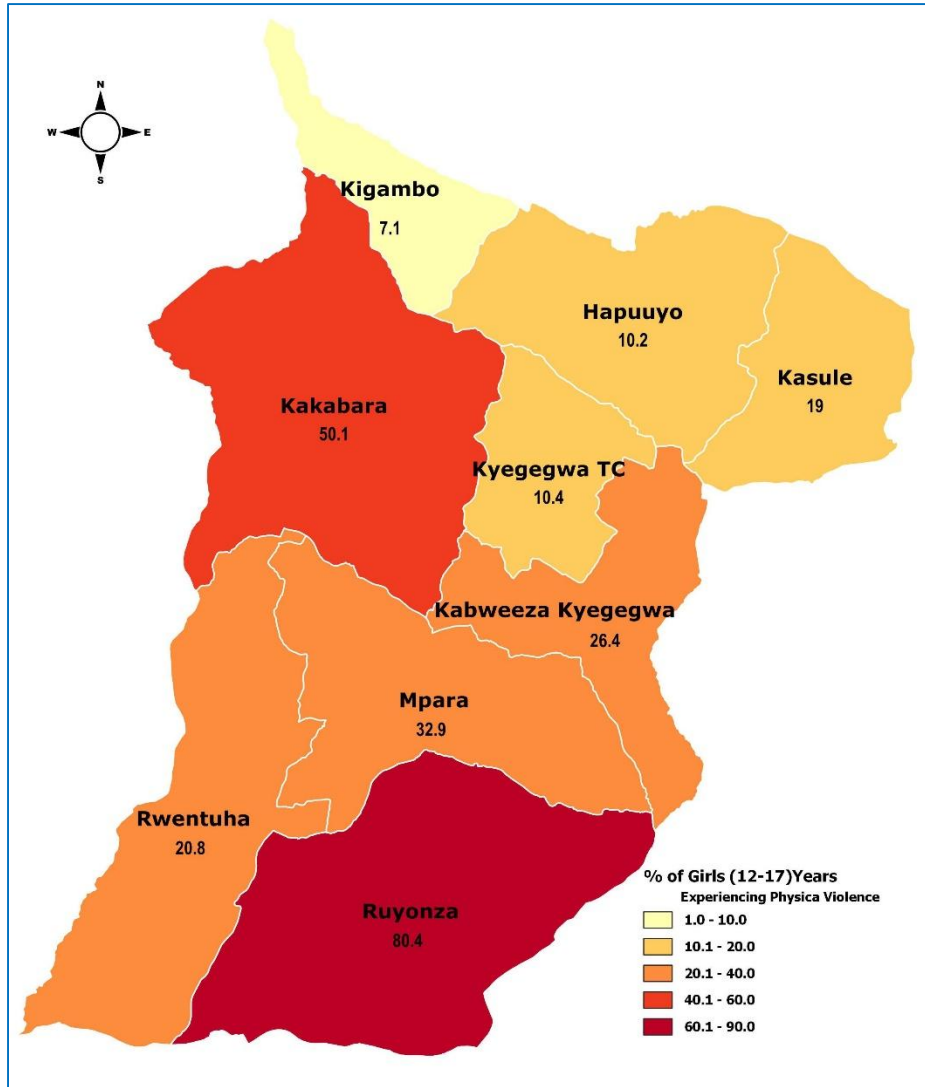 N
W E
S
Kigambo
7.1
Hapuuyo
10.2
Kasule
19
Kakabara
50.1
Kyegegwa TC
10.4
Kabweeza Kyegegwa
26.4
Mpara
32.9
Rwentuha
20.8
Ruyonza
80.4
% of Girls (12-17)Years
Experiencing Physica Violence
1.0 - 10.0
10.1 - 20.0
20.1 - 40.0
40.1 - 60.0
60.1 - 90.0